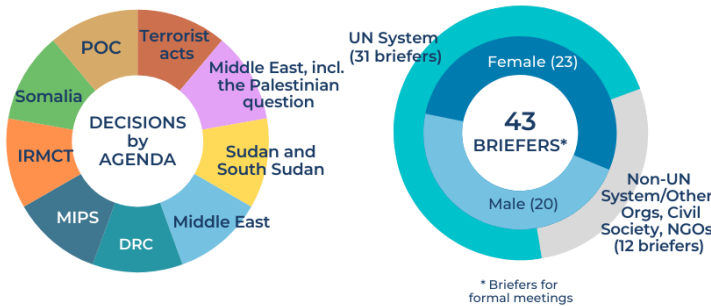 POC
Terrorist
acts
Middle East, incl.
the Palestinian
question
Sudan and
South Sudan
Middle East
DRC
MIPS
IRMCT
Somalia
DECISIONS
by
AGENDA
UN System
(31 briefers)
Female (23)
43
BRIEFERS*
Male (20)
Non-UN
System/Other
Orgs, Civil
Society, NGOs
(12 briefers)
* Briefers for
formal meetings